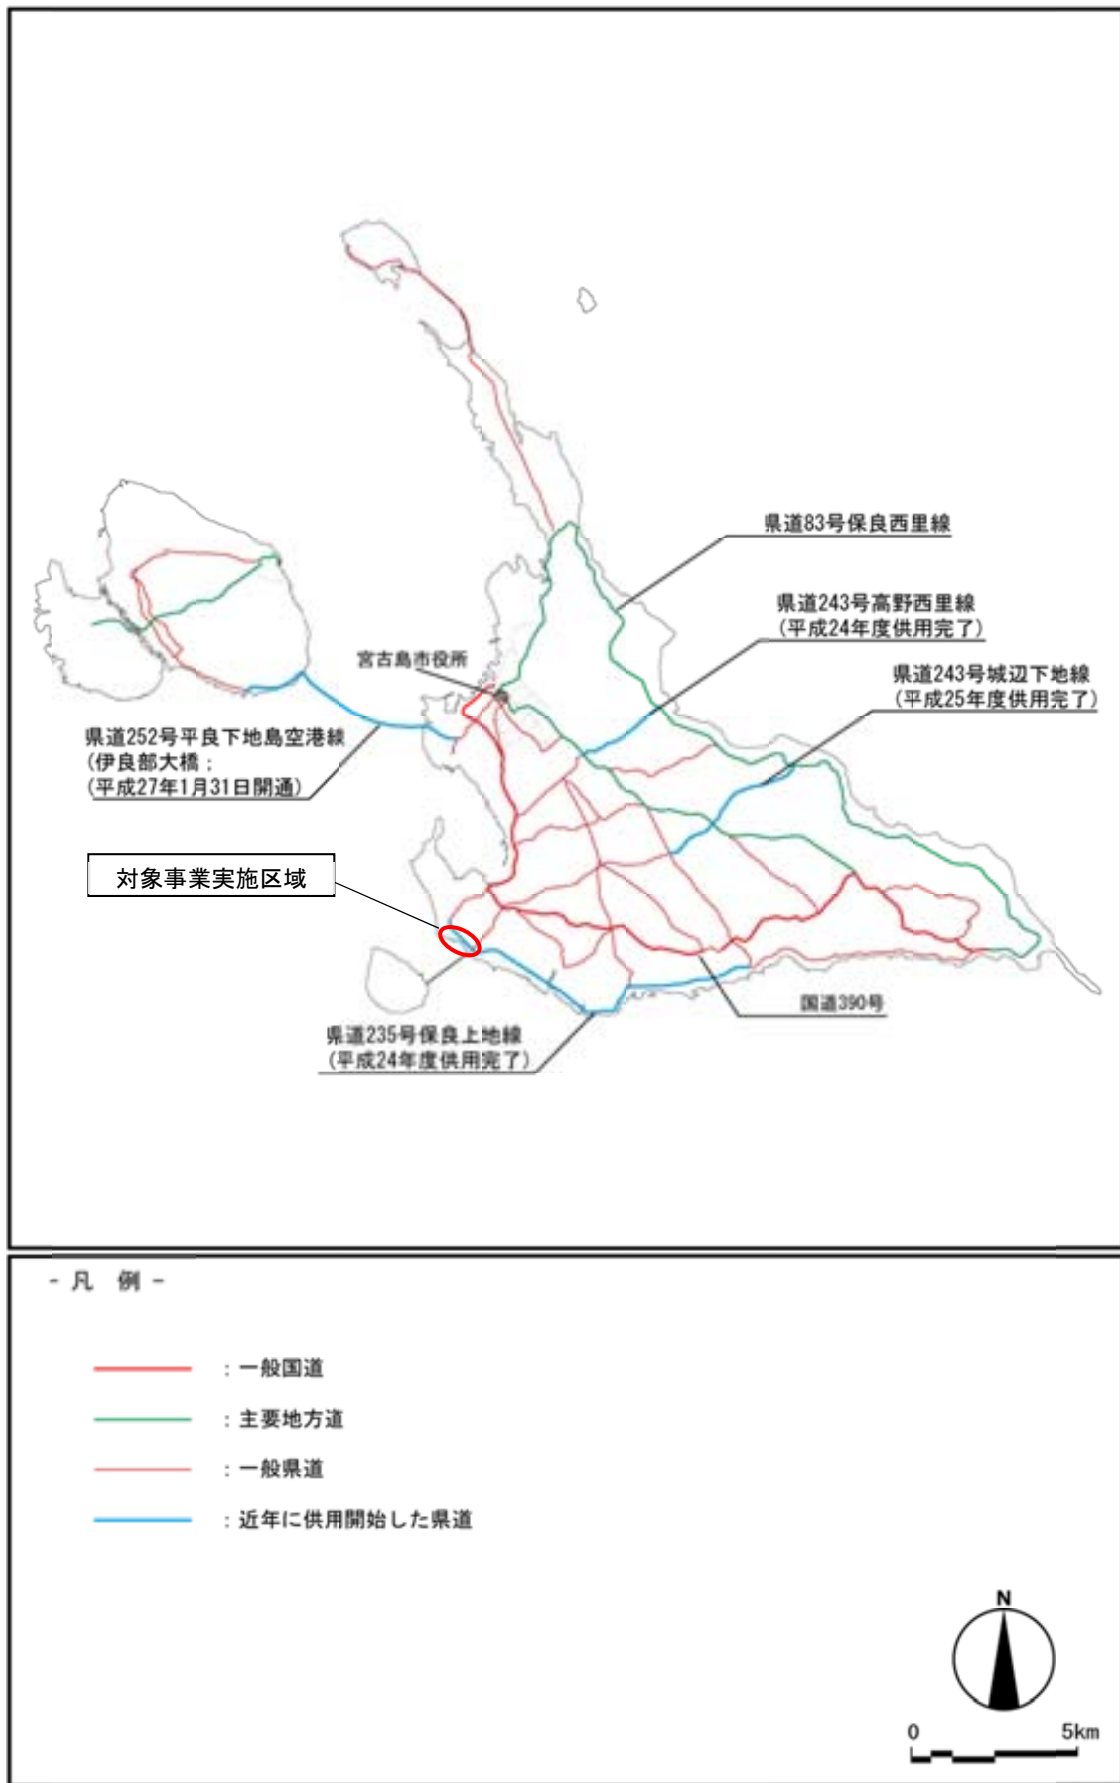 県道83号保良西里線
県道243号高野西里線
(平成24年度供用完了)
宮古島市役所
県道243号城辺下地線
(平成25年度供用完了)
県道252号平良下地島空港線
(伊良部大橋:
(平成27年1月31日開通)
対象事業実施区域
国道390号
県道235号保良上地線
(平成24年度供用完了)
- 凡 例 -
:一般国道
:主要地方道
:一般県道
:近年に供用開始した県道
N
0 5km